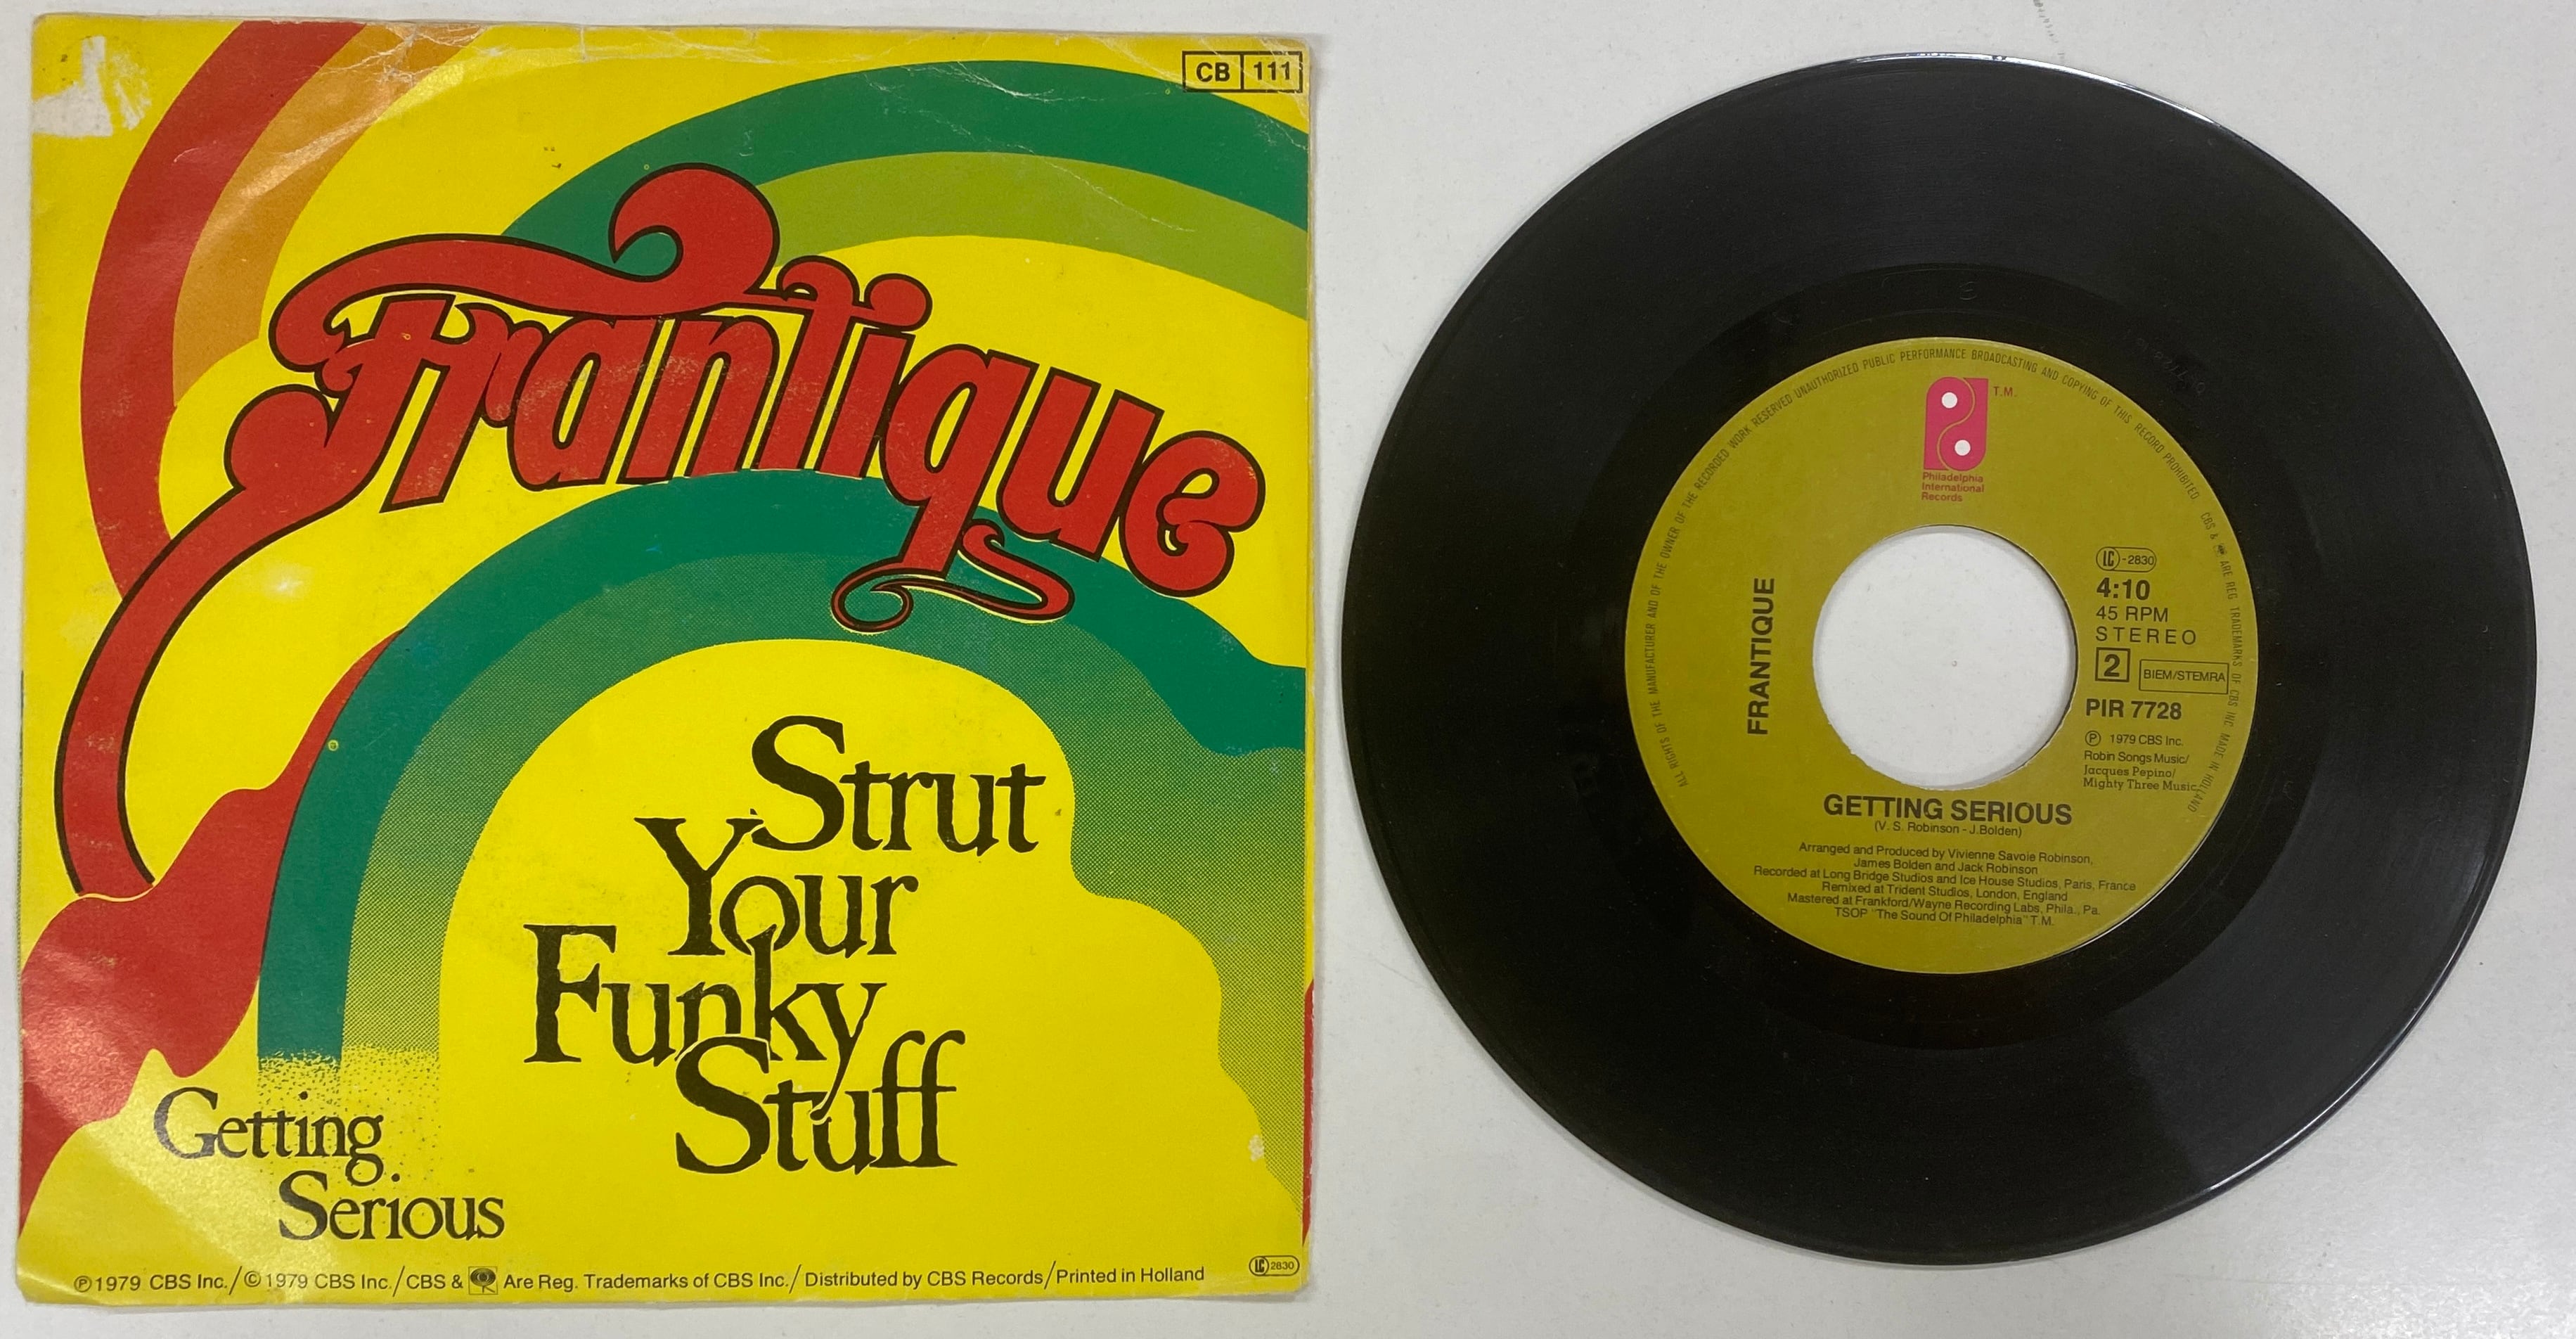 CB 111
Frantique
Strut
Your
Funky
Stuff
Getting
Serious
℗1979 CBS Inc./©1979 CBS Inc./CBS & Are Reg. Trademarks of CBS Inc./Distributed by CBS Records/Printed in Holland
LC 2830
ALL RIGHTS OF THE MANUFACTURER AND OF THE OWNER OF THE RECORDED WORK RESERVED UNAUTHORIZED PUBLIC PERFORMANCE BROADCASTING AND COPYING OF THIS RECORD PROHIBITED CBS & ARE REG TRADEMARKS OF CBS INC MADE IN HOLLAND
T.M.
Philadelphia
International
Records
FRANTIQUE
LC-2830
4:10
45 RPM
STEREO
2 BIEM/STEMRA
PIR 7728
℗ 1979 CBS Inc.
Robin Songs Music/
Jacques Pepino/
Mighty Three Music
GETTING SERIOUS
(V. S. Robinson - J.Bolden)
Arranged and Produced by Vivienne Savoie Robinson,
James Bolden and Jack Robinson
Recorded at Long Bridge Studios and Ice House Studios, Paris, France
Remixed at Trident Studios, London, England
Mastered at Frankford/Wayne Recording Labs, Phila., Pa.
TSOP "The Sound Of Philadelphia" T.M.